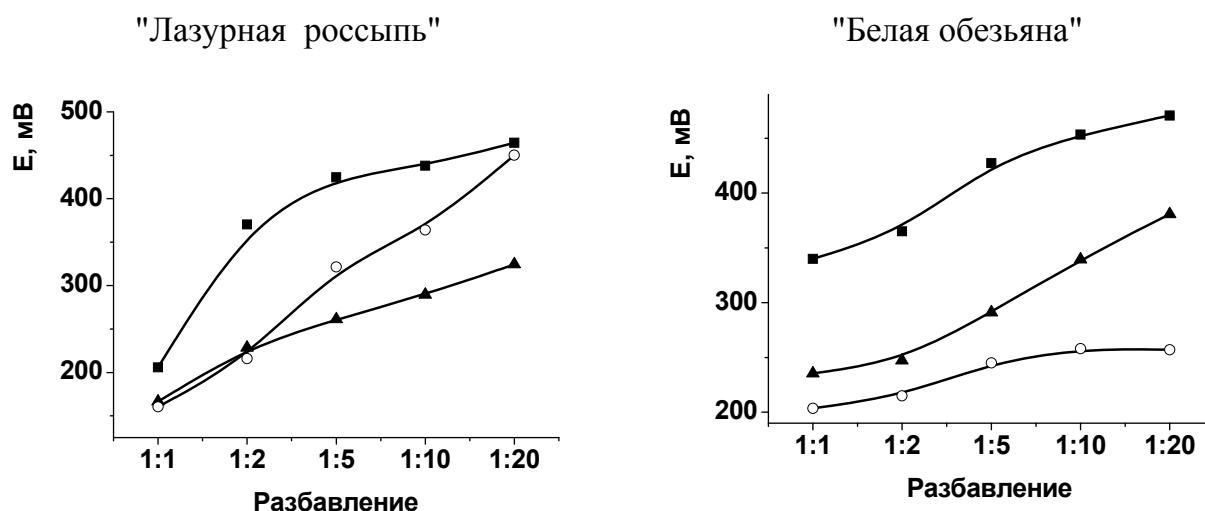 "Лазурная россыпь"
"Белая обезьяна"
E, мВ
500
400
300
200
1:1 1:2 1:5 1:10 1:20
Разбавление
E, мВ
400
300
200
1:1 1:2 1:5 1:10 1:20
Разбавление